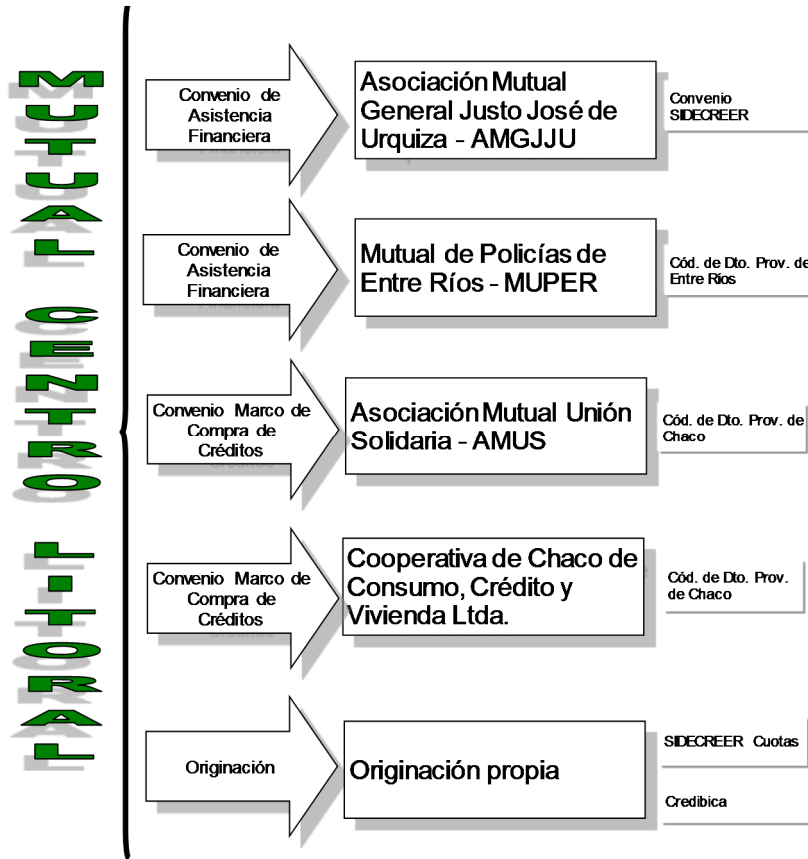 MUTUAL CENTRO LITORAL
Convenio de
Asistencia
Financiera
Asociación Mutual
General Justo José de
Urquiza - AMGJJU
Convenio
SIDECREER
Convenio de
Asistencia
Financiera
Mutual de Policías de
Entre Ríos - MUPER
Cód. de Dto. Prov. de
Entre Ríos
Convenio Marco de
Compra de
Créditos
Asociación Mutual Unión
Solidaria - AMUS
Cód. de Dto. Prov. de
Chaco
Convenio Marco de
Compra de
Créditos
Cooperativa de Chaco de
Consumo, Crédito y
Vivienda Ltda.
Cód. de Dto. Prov.
de Chaco
Originación
Originación propia
SIDECREER Cuotas
Credibica